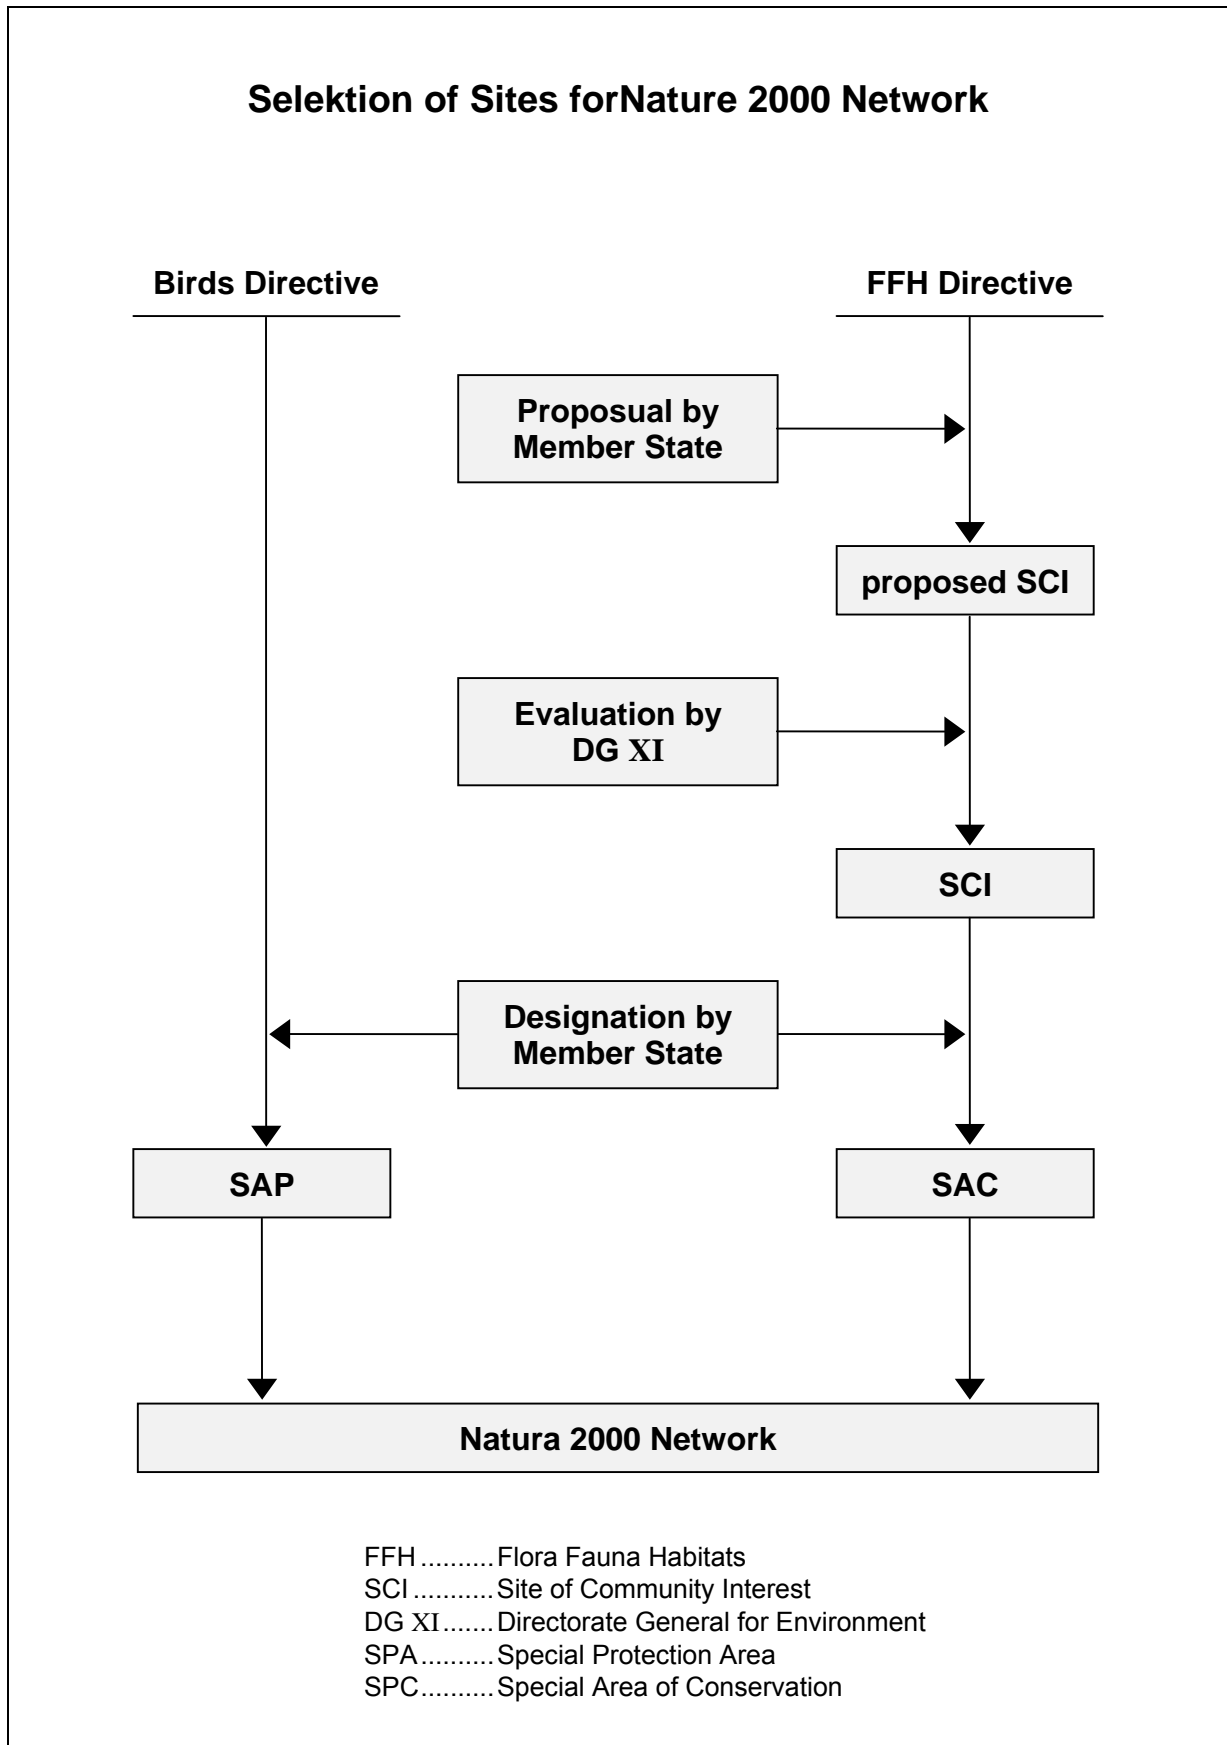 Selektion of Sites forNature 2000 Network
Birds Directive
FFH Directive
Proposual by
Member State
proposed SCI
Evaluation by
DG XI
SCI
Designation by
Member State
SAP
SAC
Natura 2000 Network
FFH..........Flora Fauna Habitats
SCI...........Site of Community Interest
DG XI.......Directorate General for Environment
SPA..........Special Protection Area
SPC..........Special Area of Conservation